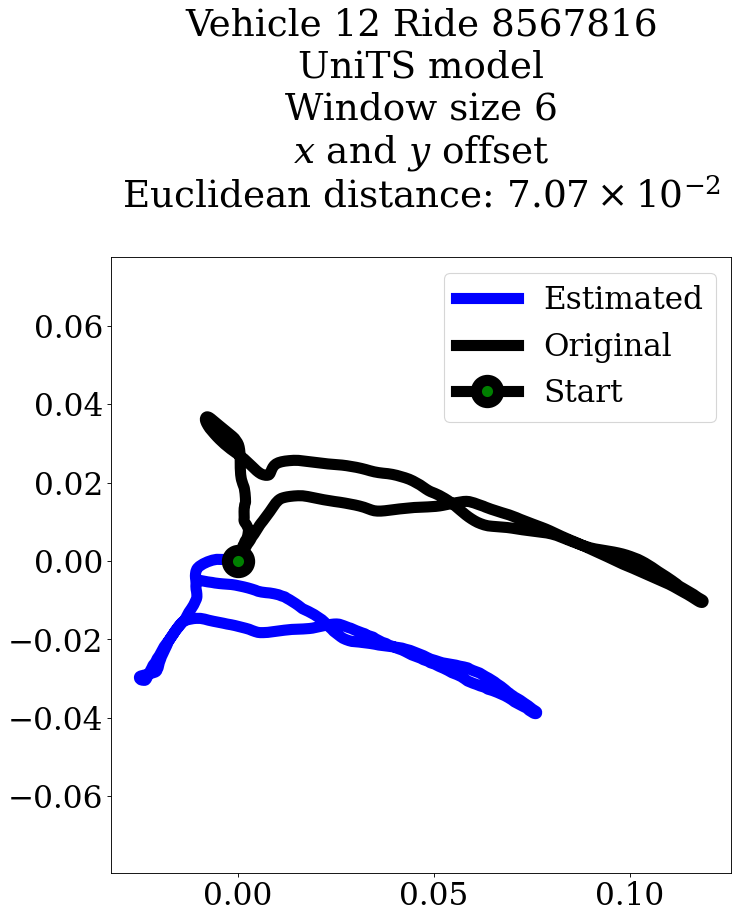 Vehicle 12 Ride 8567816
UniTS model
Window size 6
x and y offset
Euclidean distance: 7.07 × 10⁻²
Estimated
Original
Start
0.06
0.04
0.02
0.00
−0.02
−0.04
−0.06
0.00 0.05 0.10